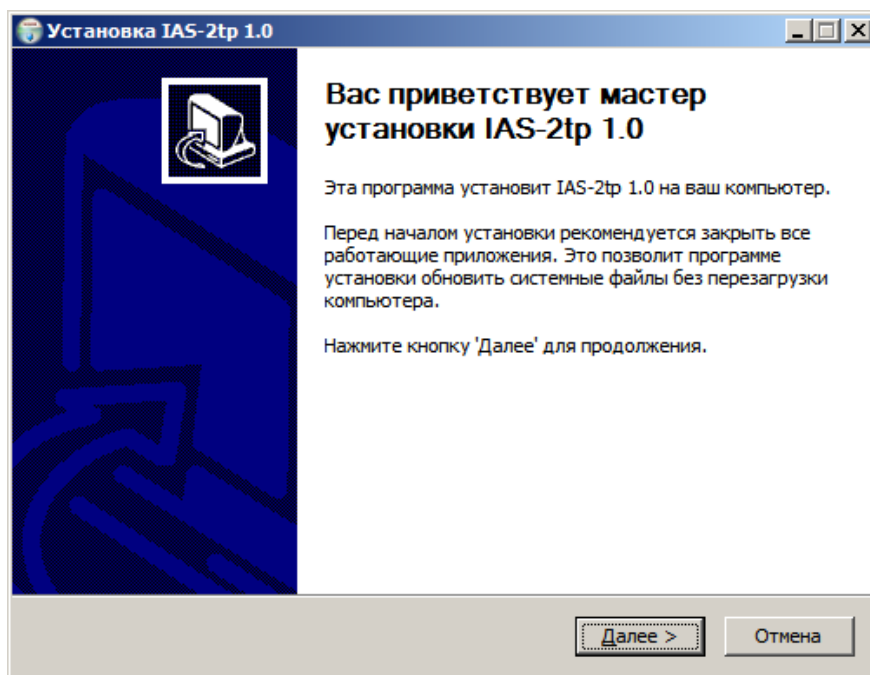 Установка IAS-2tp 1.0
Вас приветствует мастер
установки IAS-2tp 1.0
Эта программа установит IAS-2tp 1.0 на ваш компьютер.
Перед началом установки рекомендуется закрыть все
работающие приложения. Это позволит программе
установки обновить системные файлы без перезагрузки
компьютера.
Нажмите кнопку 'Далее' для продолжения.
Далее >
Отмена